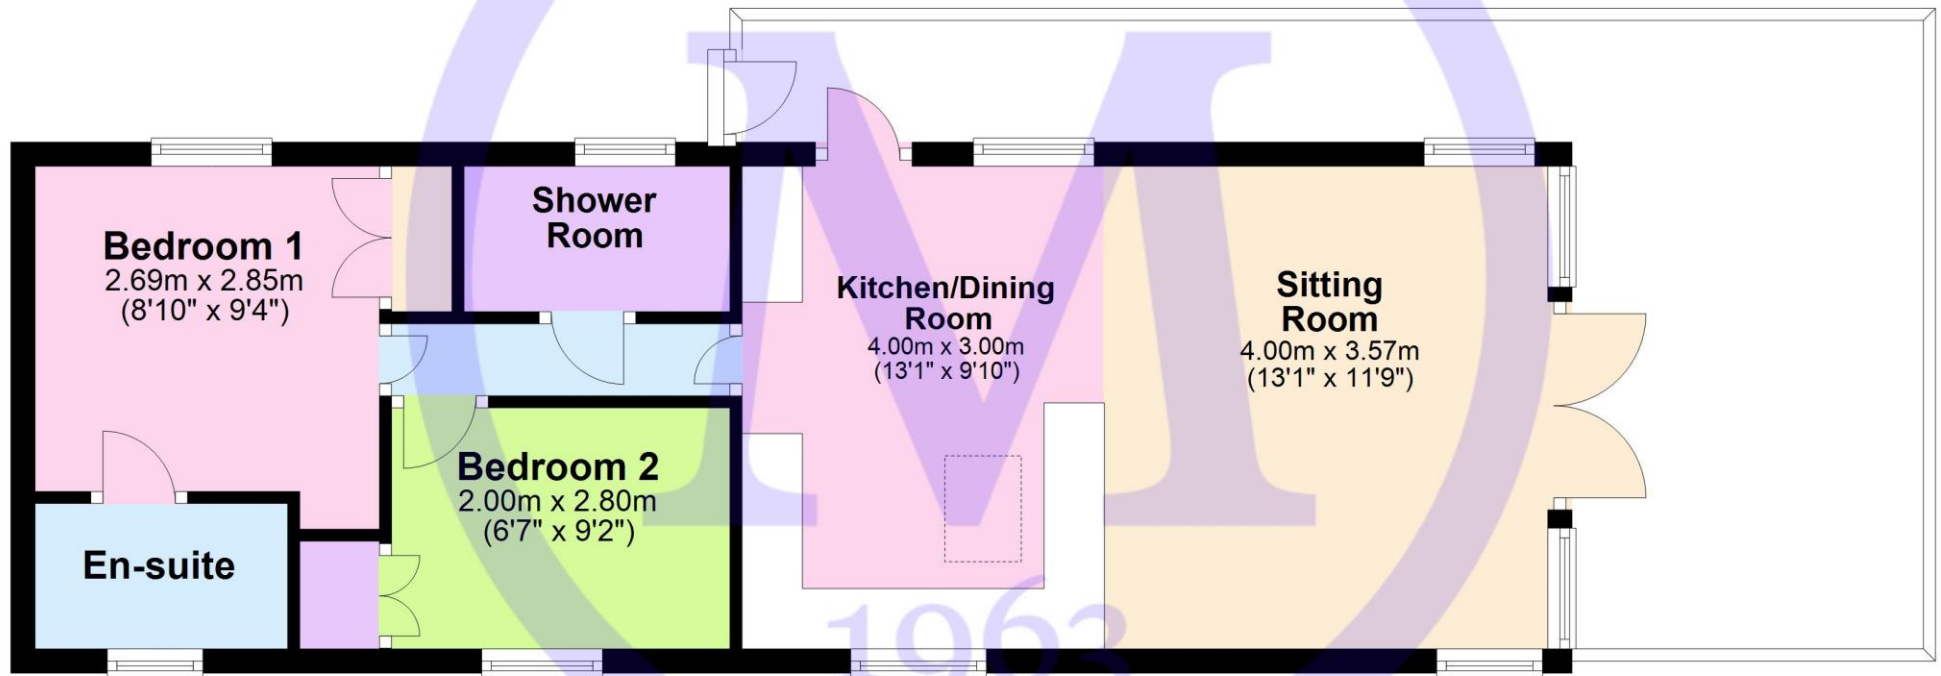 Bedroom 1
2.69m x 2.85m
(8'10" x 9'4")
Shower
Room
Kitchen/Dining
Room
4.00m x 3.00m
(13'1" x 9'10")
Sitting
Room
4.00m x 3.57m
(13'1" x 11'9")
Bedroom 2
2.00m x 2.80m
(6'7" x 9'2")
En-suite
M
1963